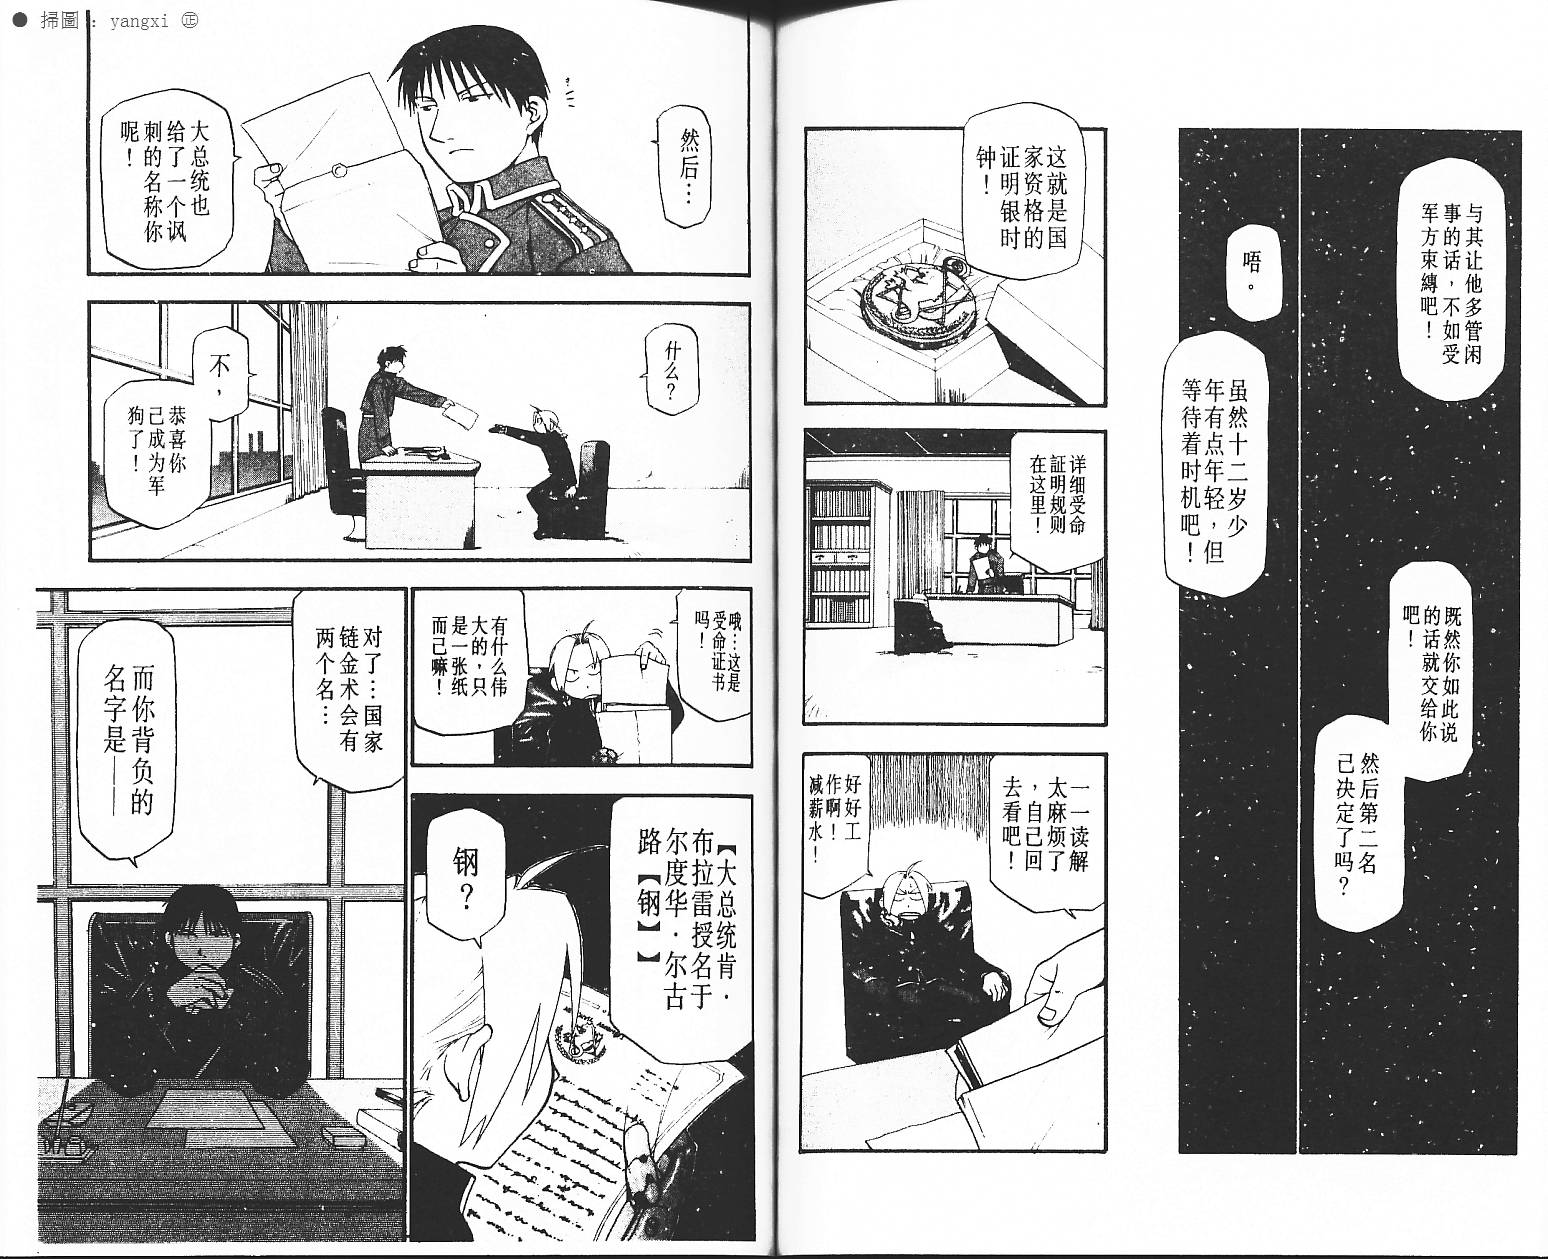 ● 掃圖：yangxi ㊣
与其让他多管闲
事的话，不如受
军方束縛吧！
唔。
虽然十二岁少
年有点年轻，但
等待着时机吧！
既然你如此说
的话就交给你
吧！
然后第二名
己决定了吗？
这就是国
家资格的
证明银时
钟！
详细受命
証明规则
在这里！
一一读解
太麻烦了
，自己回
去看吧！
好好工
作啊！
减薪水！
然后…
大总统也
给了一个讽
刺的名称你
呢！
什么？
不，
恭喜你
己成为军
狗了！
哦…这是
受命证书
吗！
有什么伟
大的，只
是一张纸
而己嘛！
【大总统肯．
布拉雷授名于
尔度华．尔古
路【钢】】
钢？
对了…国家
链金术会有
两个名…
而你背负的
名字是——